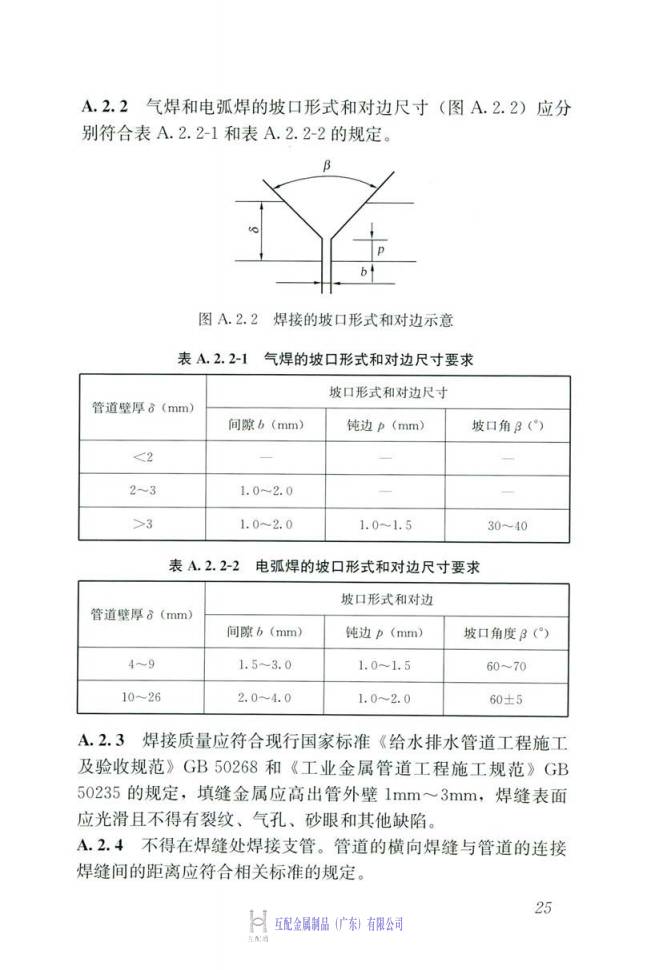 A.2.2 气焊和电弧焊的坡口形式和对边尺寸（图 A.2.2）应分
别符合表 A.2.2-1 和表 A.2.2-2 的规定。
β
δ
p
b
图 A.2.2 焊接的坡口形式和对边示意
表 A.2.2-1 气焊的坡口形式和对边尺寸要求
管道壁厚δ（mm） 坡口形式和对边尺寸
间隙 b（mm） 钝边 p（mm） 坡口角β（°）
<2 — — —
2～3 1.0～2.0 — —
>3 1.0～2.0 1.0～1.5 30～40
表 A.2.2-2 电弧焊的坡口形式和对边尺寸要求
管道壁厚δ（mm） 坡口形式和对边
间隙 b（mm） 钝边 p（mm） 坡口角度β（°）
4～9 1.5～3.0 1.0～1.5 60～70
10～26 2.0～4.0 1.0～2.0 60±5
A.2.3 焊接质量应符合现行国家标准《给水排水管道工程施工
及验收规范》GB 50268 和《工业金属管道工程施工规范》GB
50235 的规定，填缝金属应高出管外壁 1mm～3mm，焊缝表面
应光滑且不得有裂纹、气孔、砂眼和其他缺陷。
A.2.4 不得在焊缝处焊接支管。管道的横向焊缝与管道的连接
焊缝间的距离应符合相关标准的规定。
25
互配金属制品（广东）有限公司